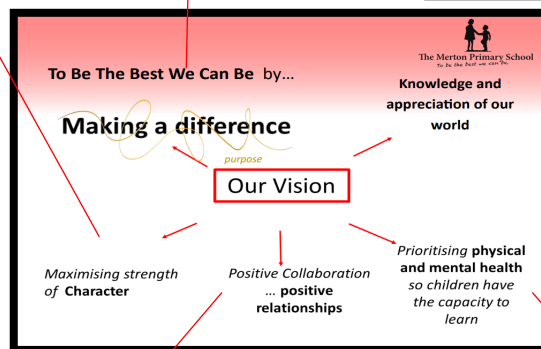 The Merton Primary School
To be the best we can be.
To Be The Best We Can Be by...
Knowledge and
appreciation of our
world
Making a difference
purpose
Our Vision
Maximising strength
of Character
Positive Collaboration
... positive
relationships
Prioritising physical
and mental health
so children have
the capacity to
learn